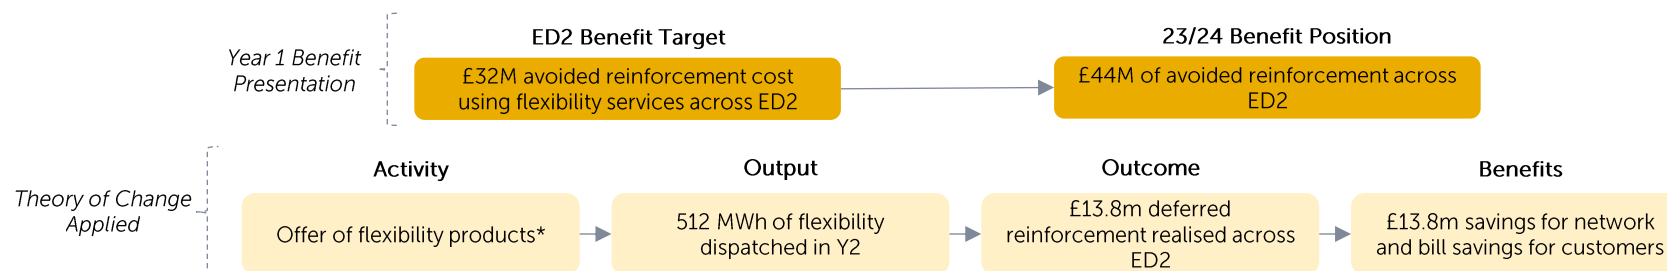 ED2 Benefit Target
23/24 Benefit Position
Year 1 Benefit
Presentation
£32M avoided reinforcement cost
using flexibility services across ED2
£44M of avoided reinforcement across
ED2
Activity
Output
Outcome
Benefits
Theory of Change
Applied
Offer of flexibility products*
512 MWh of flexibility
dispatched in Y2
£13.8m deferred
reinforcement realised across
ED2
£13.8m savings for network
and bill savings for customers